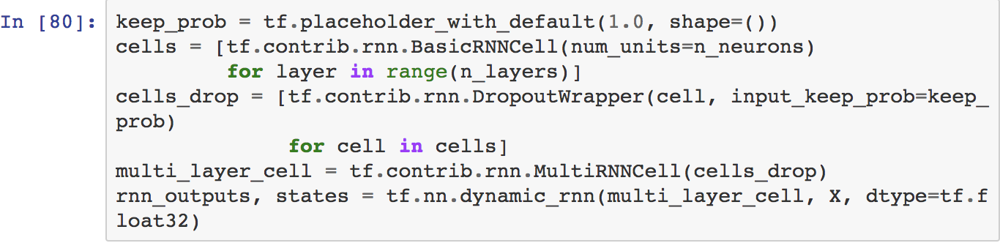 In [80]: keep_prob = tf.placeholder_with_default(1.0, shape=())
cells = [tf.contrib.rnn.BasicRNNCell(num_units=n_neurons)
         for layer in range(n_layers)]
cells_drop = [tf.contrib.rnn.DropoutWrapper(cell, input_keep_prob=keep_
prob)
              for cell in cells]
multi_layer_cell = tf.contrib.rnn.MultiRNNCell(cells_drop)
rnn_outputs, states = tf.nn.dynamic_rnn(multi_layer_cell, X, dtype=tf.f
loat32)